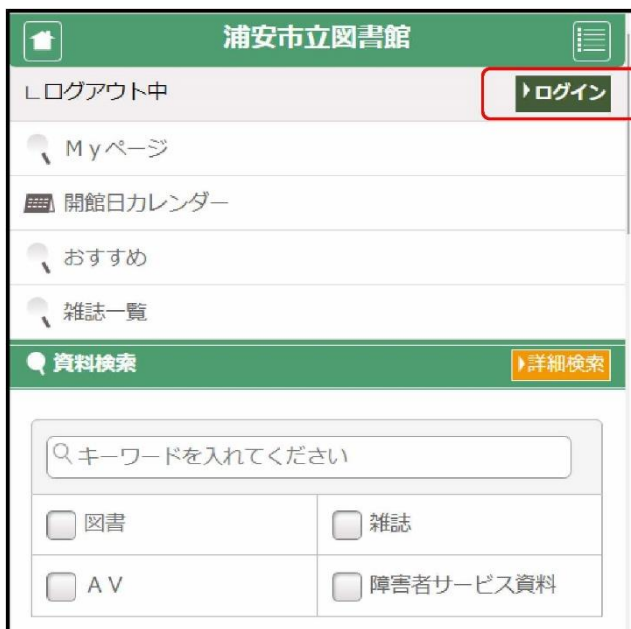 浦安市立図書館
∟ログアウト中 ログイン
Ｍｙページ
開館日カレンダー
おすすめ
雑誌一覧
資料検索 詳細検索
キーワードを入れてください
図書 雑誌
ＡＶ 障害者サービス資料